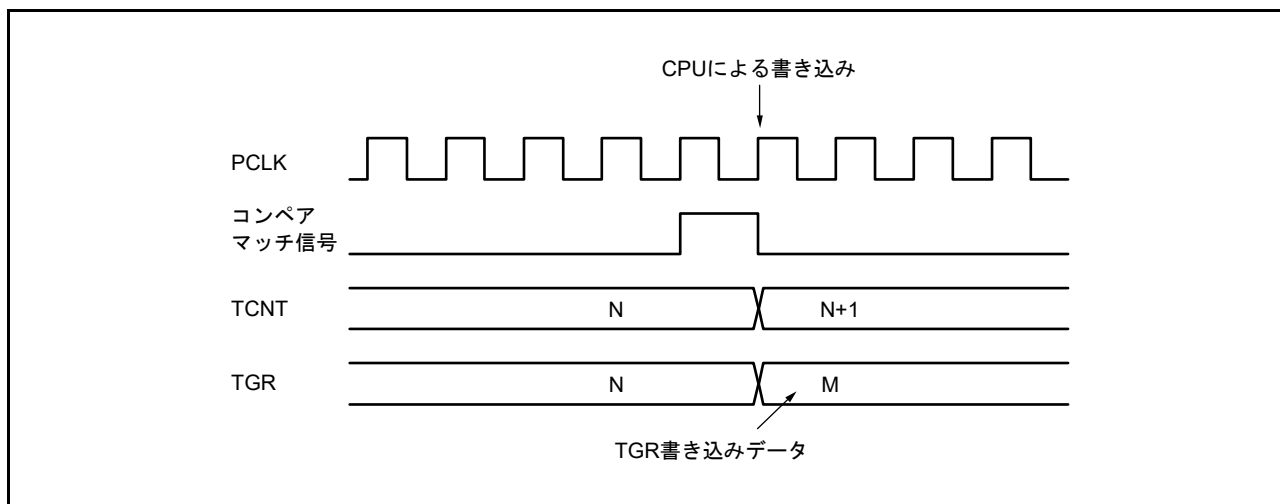 CPUによる書き込み
PCLK
コンペア
マッチ信号
TCNT
N
N+1
TGR
N
M
TGR書き込みデータ